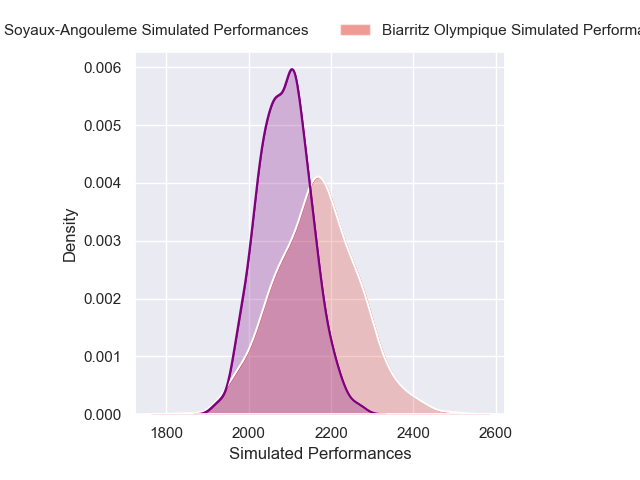 Soyaux-Angouleme Simulated Performances
Biarritz Olympique Simulated
0.006
0.005
0.004
0.003
0.002
0.001
0.000
Density
1800 2000 2200 2400 2600
Simulated Performances